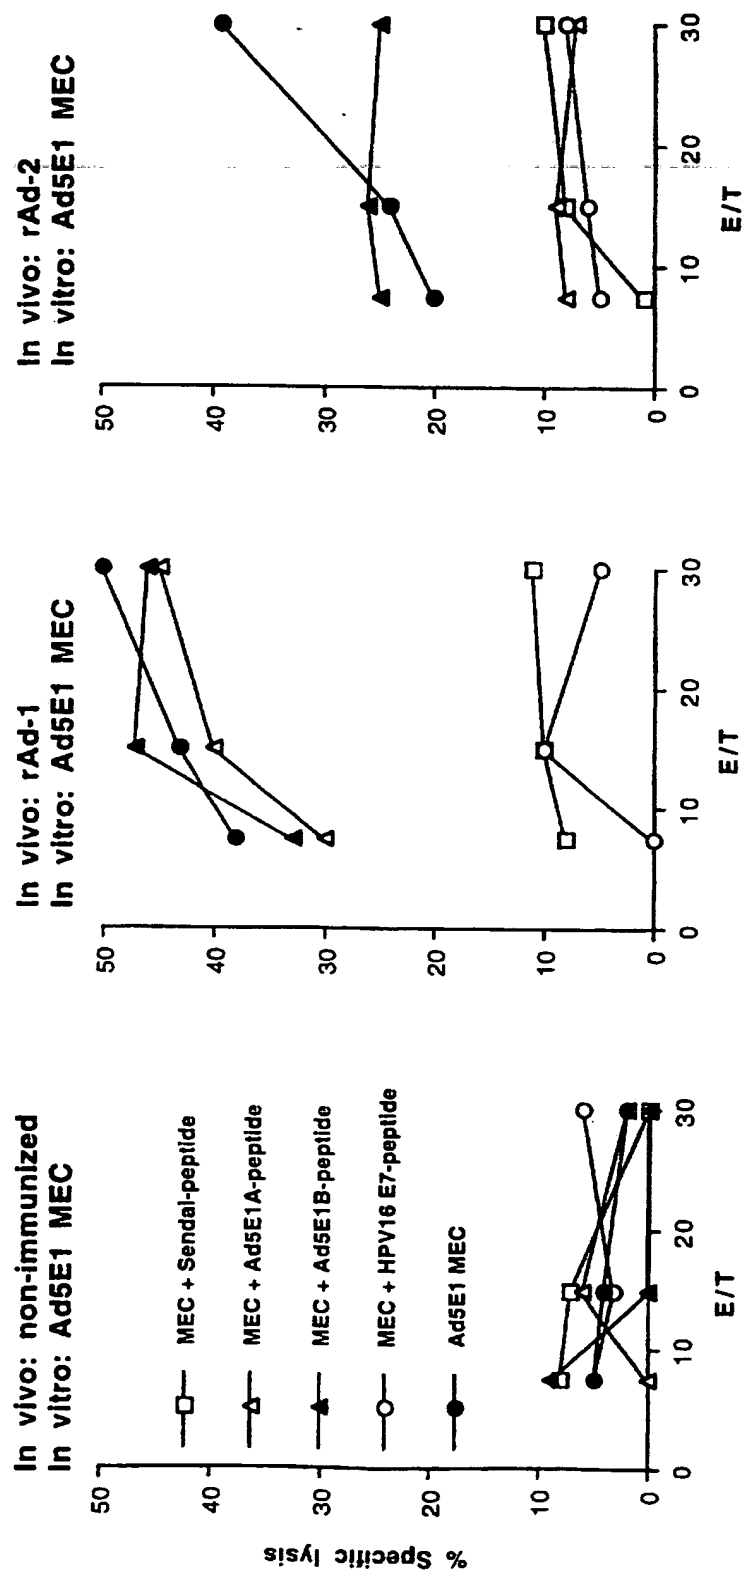 In vivo: non-immunized
In vitro: Ad5E1 MEC
% Specific lysis
50
40
30
20
10
0
MEC + Sendai-peptide
MEC + Ad5E1A-peptide
MEC + Ad5E1B-peptide
MEC + HPV16 E7-peptide
Ad5E1 MEC
0
10
20
30
E/T
In vivo: rAd-1
In vitro: Ad5E1 MEC
50
40
30
20
10
0
0
10
20
30
E/T
In vivo: rAd-2
In vitro: Ad5E1 MEC
50
40
30
20
10
0
0
10
20
30
E/T